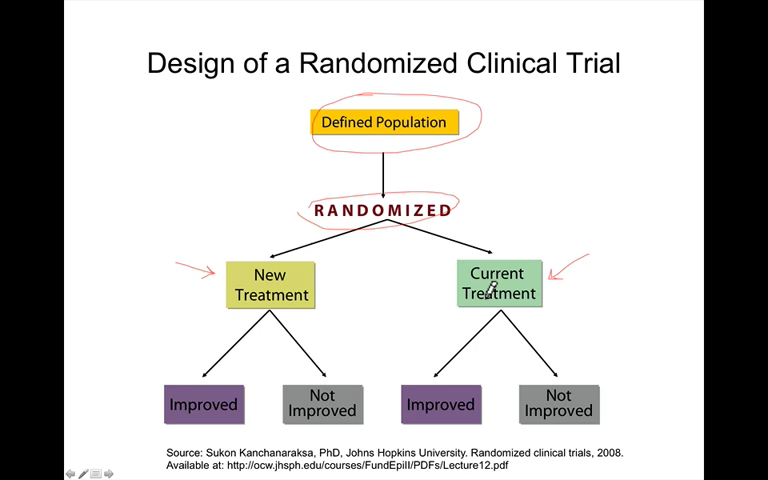 Design of a Randomized Clinical Trial
Defined Population
RANDOMIZED
New
Treatment
Current
Treatment
Improved
Not
Improved
Improved
Not
Improved
Source: Sukon Kanchanaraksa, PhD, Johns Hopkins University. Randomized clinical trials, 2008.
Available at: http://ocw.jhsph.edu/courses/FundEpiII/PDFs/Lecture12.pdf